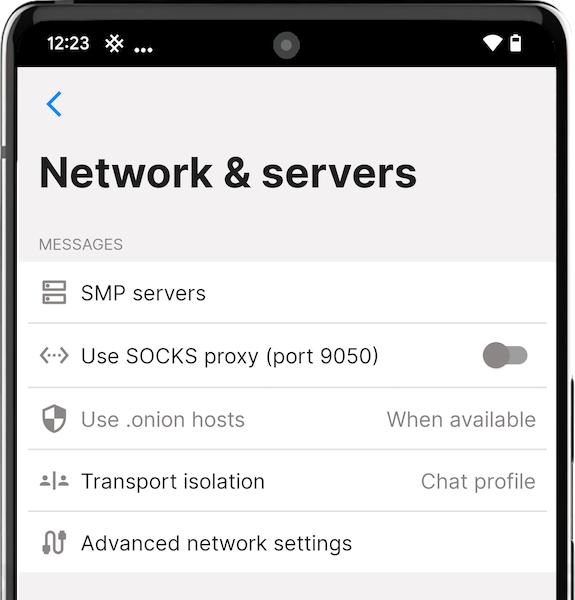 12:23
Network & servers
MESSAGES
SMP servers
Use SOCKS proxy (port 9050)
Use .onion hosts When available
Transport isolation Chat profile
Advanced network settings